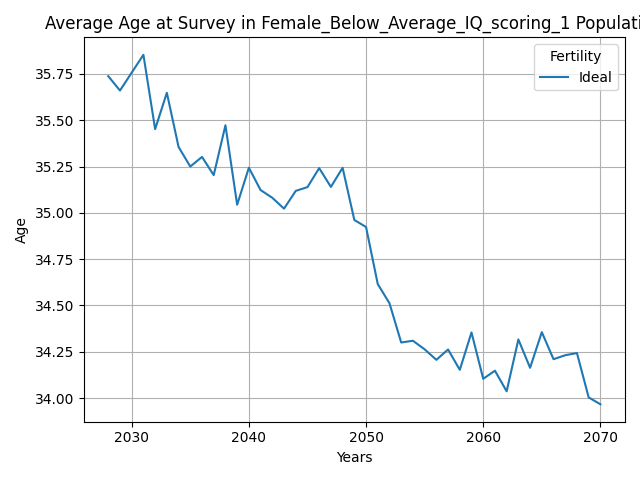 Average Age at Survey in Female_Below_Average_IQ_scoring_1 Populati
Fertility
Ideal
35.75
35.50
35.25
35.00
34.75
34.50
34.25
34.00
Age
2030 2040 2050 2060 2070
Years